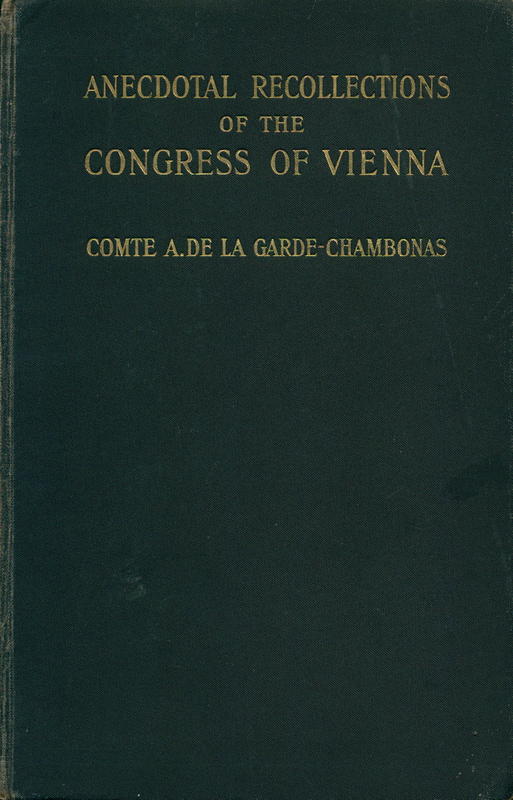 ANECDOTAL RECOLLECTIONS
OF THE
CONGRESS OF VIENNA
COMTE A. DE LA GARDE-CHAMBONAS